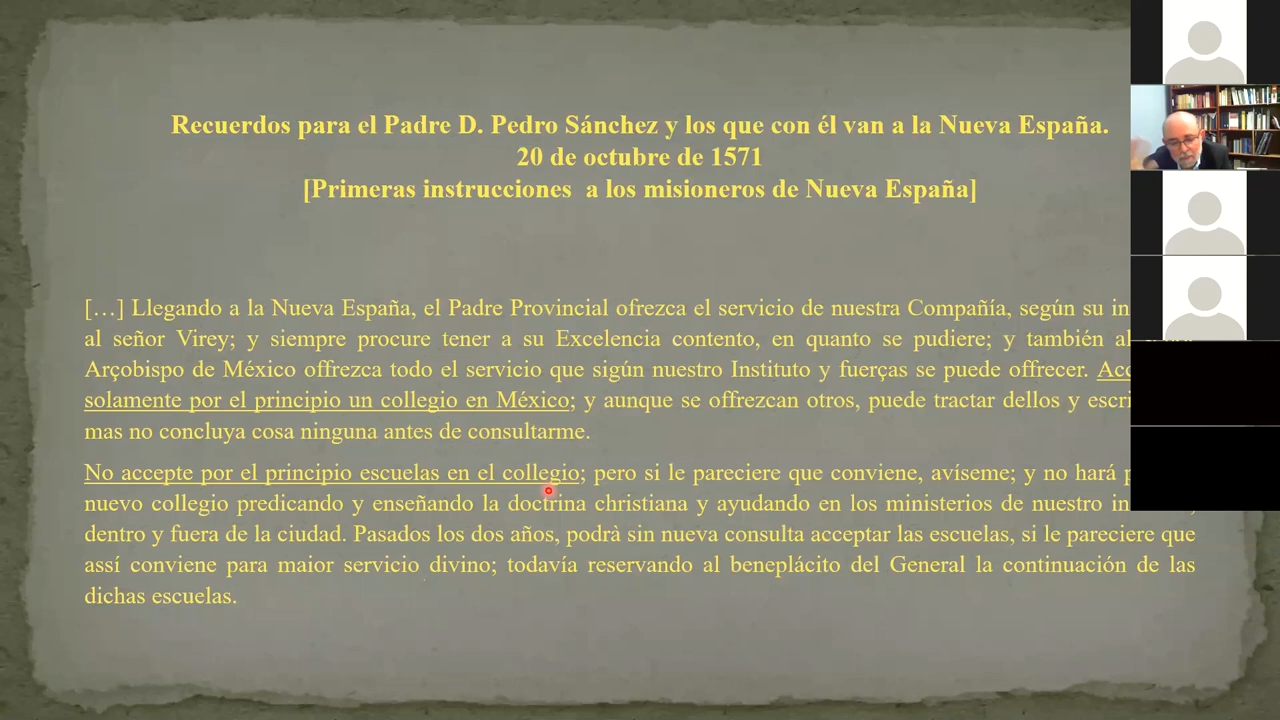 Recuerdos para el Padre D. Pedro Sánchez y los que con él van a la Nueva España.
20 de octubre de 1571
[Primeras instrucciones a los misioneros de Nueva España]
[…] Llegando a la Nueva España, el Padre Provincial ofrezca el servicio de nuestra Compañía, según su
al señor Virey; y siempre procure tener a su Excelencia contento, en quanto se pudiere; y también
Arçobispo de México offrezca todo el servicio que sigún nuestro Instituto y fuerças se puede offrecer.
solamente por el principio un collegio en México; y aunque se offrezcan otros, puede tractar dellos y
mas no concluya cosa ninguna antes de consultarme.
No accepte por el principio escuelas en el collegio; pero si le pareciere que conviene, avíseme; y no hará
nuevo collegio predicando y enseñando la doctrina christiana y ayudando en los ministerios de nuestro
dentro y fuera de la ciudad. Pasados los dos años, podrà sin nueva consulta acceptar las escuelas, si le pareciere que
assí conviene para maior servicio divino; todavía reservando al beneplácito del General la continuación de las
dichas escuelas.